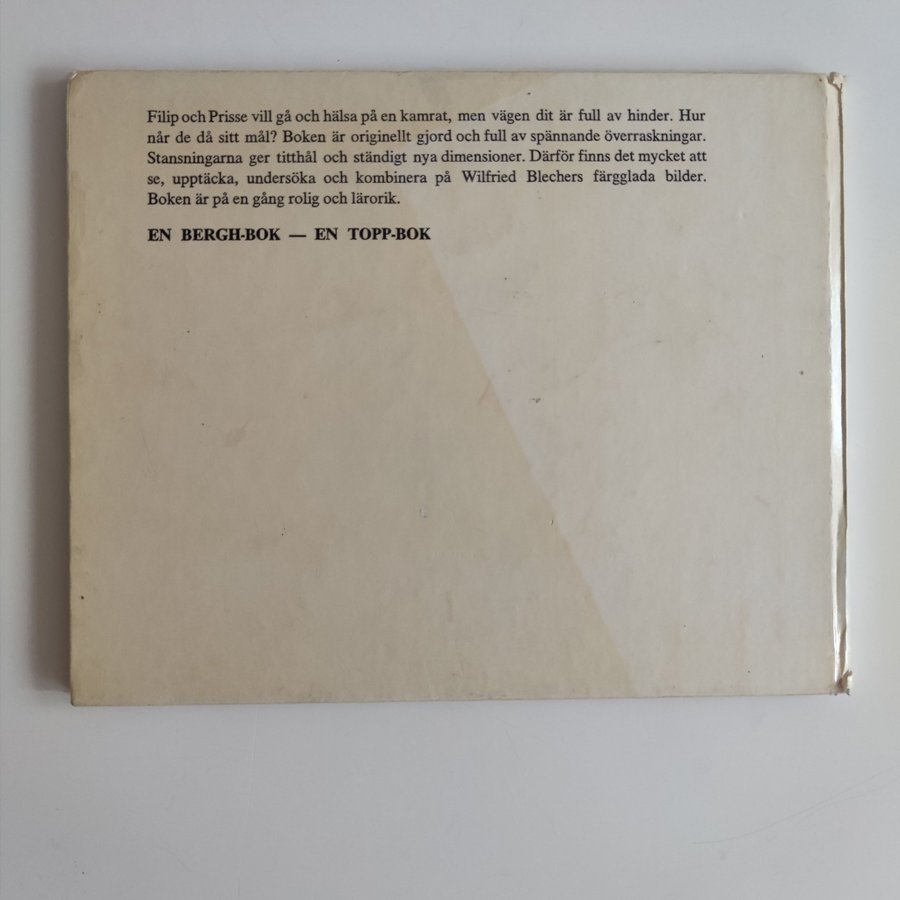 Filip och Prisse vill gå och hälsa på en kamrat, men vägen dit är full av hinder. Hur
når de då sitt mål? Boken är originellt gjord och full av spännande överraskningar.
Stansningarna ger titthål och ständigt nya dimensioner. Därför finns det mycket att
se, upptäcka, undersöka och kombinera på Wilfried Blechers färgglada bilder.
Boken är på en gång rolig och lärorik.
EN BERGH-BOK — EN TOPP-BOK